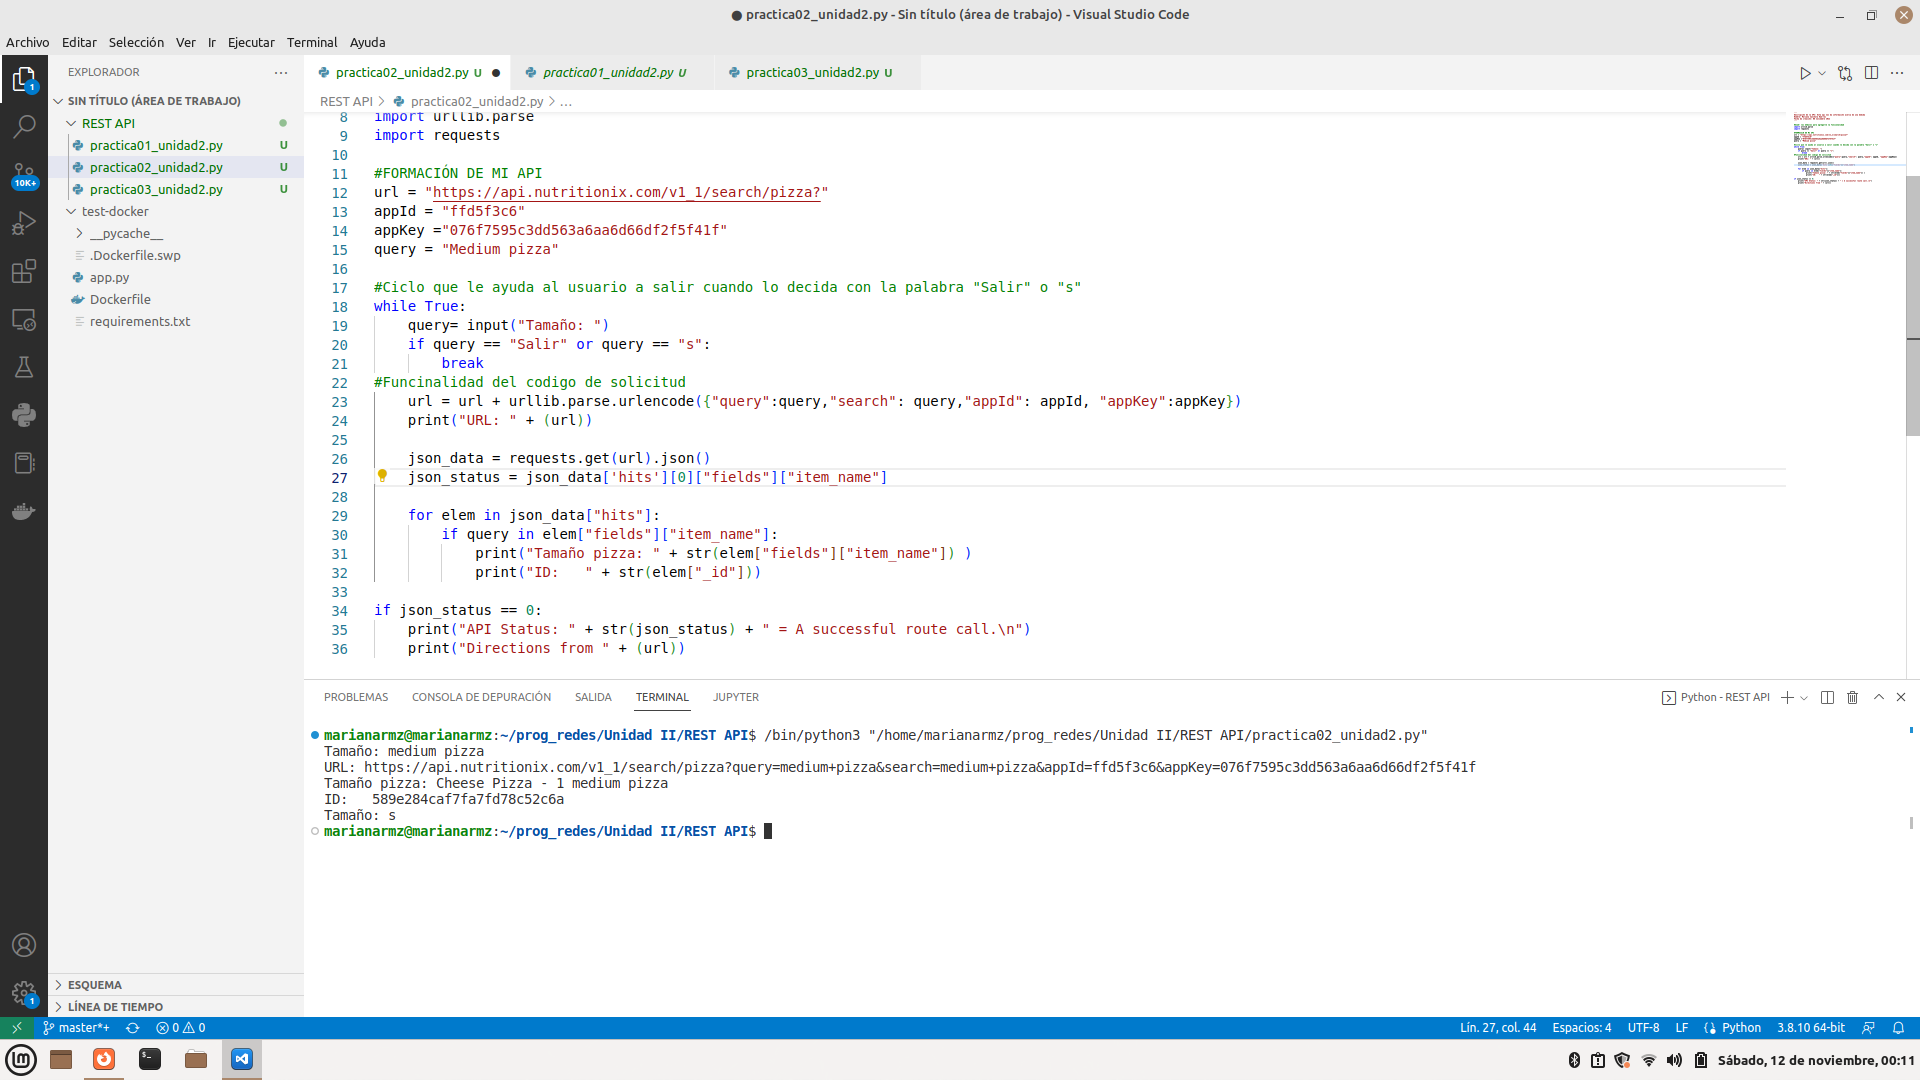 practica02_unidad2.py - Sin título (área de trabajo) - Visual Studio Code
Archivo Editar Selección Ver Ir Ejecutar Terminal Ayuda
EXPLORADOR
SIN TÍTULO (ÁREA DE TRABAJO)
REST API
practica01_unidad2.py U
practica02_unidad2.py U
practica03_unidad2.py U
test-docker
__pycache__
.Dockerfile.swp
app.py
Dockerfile
requirements.txt
ESQUEMA
LÍNEA DE TIEMPO
1
10K+
1
practica02_unidad2.py U practica01_unidad2.py U practica03_unidad2.py U
REST API > practica02_unidad2.py > ...
8 import urllib.parse
9 import requests
10
11 #FORMACIÓN DE MI API
12 url = "https://api.nutritionix.com/v1_1/search/pizza?"
13 appId = "ffd5f3c6"
14 appKey ="076f7595c3dd563a6aa6d66df2f5f41f"
15 query = "Medium pizza"
16
17 #Ciclo que le ayuda al usuario a salir cuando lo decida con la palabra "Salir" o "s"
18 while True:
19     query= input("Tamaño: ")
20     if query == "Salir" or query == "s":
21         break
22 #Funcinalidad del codigo de solicitud
23     url = url + urllib.parse.urlencode({"query":query,"search": query,"appId": appId, "appKey":appKey})
24     print("URL: " + (url))
25
26     json_data = requests.get(url).json()
27     json_status = json_data['hits'][0]["fields"]["item_name"]
28
29     for elem in json_data["hits"]:
30         if query in elem["fields"]["item_name"]:
31             print("Tamaño pizza: " + str(elem["fields"]["item_name"]) )
32             print("ID:   " + str(elem["_id"]))
33
34 if json_status == 0:
35     print("API Status: " + str(json_status) + " = A successful route call.\n")
36     print("Directions from " + (url))
PROBLEMAS CONSOLA DE DEPURACIÓN SALIDA TERMINAL JUPYTER
Python - REST API
marianarmz@marianarmz:~/prog_redes/Unidad II/REST API$ /bin/python3 "/home/marianarmz/prog_redes/Unidad II/REST API/practica02_unidad2.py"
Tamaño: medium pizza
URL: https://api.nutritionix.com/v1_1/search/pizza?query=medium+pizza&search=medium+pizza&appId=ffd5f3c6&appKey=076f7595c3dd563a6aa6d66df2f5f41f
Tamaño pizza: Cheese Pizza - 1 medium pizza
ID:   589e284caf7fa7fd78c52c6a
Tamaño: s
marianarmz@marianarmz:~/prog_redes/Unidad II/REST API$
master*+ 0 0 Lín. 27, col. 44 Espacios: 4 UTF-8 LF Python 3.8.10 64-bit
Sábado, 12 de noviembre, 00:11